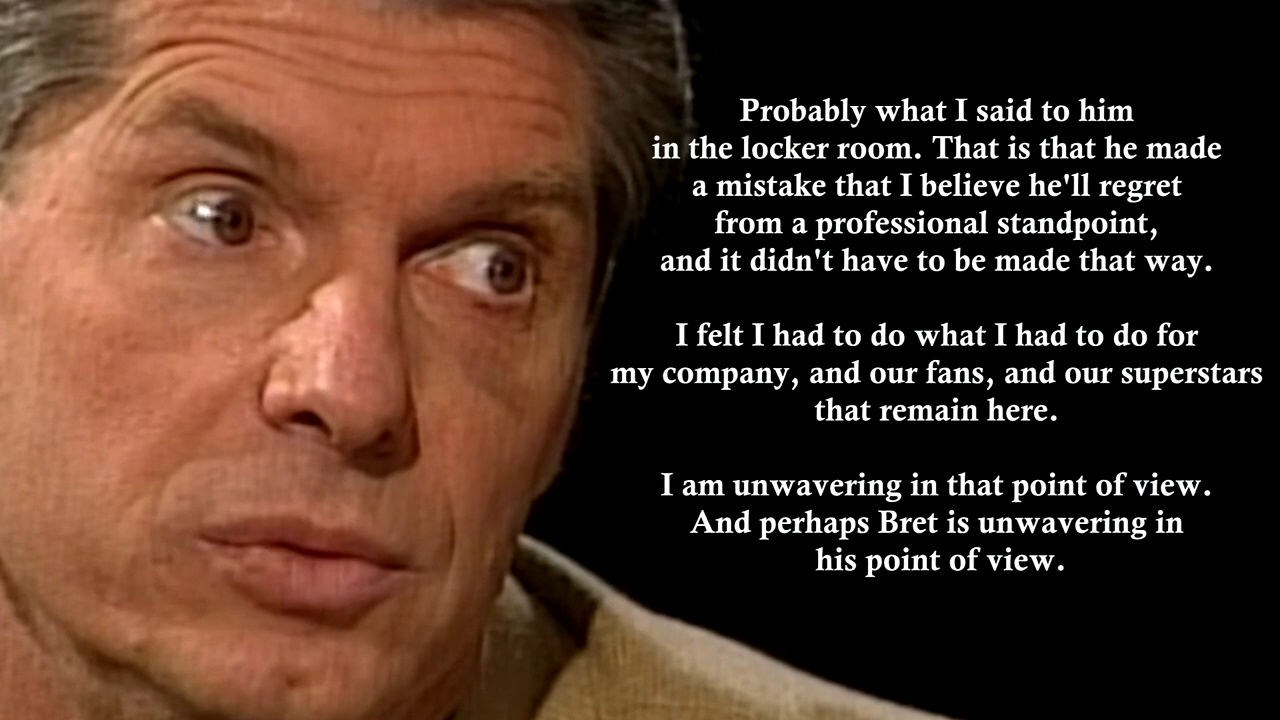 Probably what I said to him
in the locker room. That is that he made
a mistake that I believe he'll regret
from a professional standpoint,
and it didn't have to be made that way.
I felt I had to do what I had to do for
my company, and our fans, and our superstars
that remain here.
I am unwavering in that point of view.
And perhaps Bret is unwavering in
his point of view.